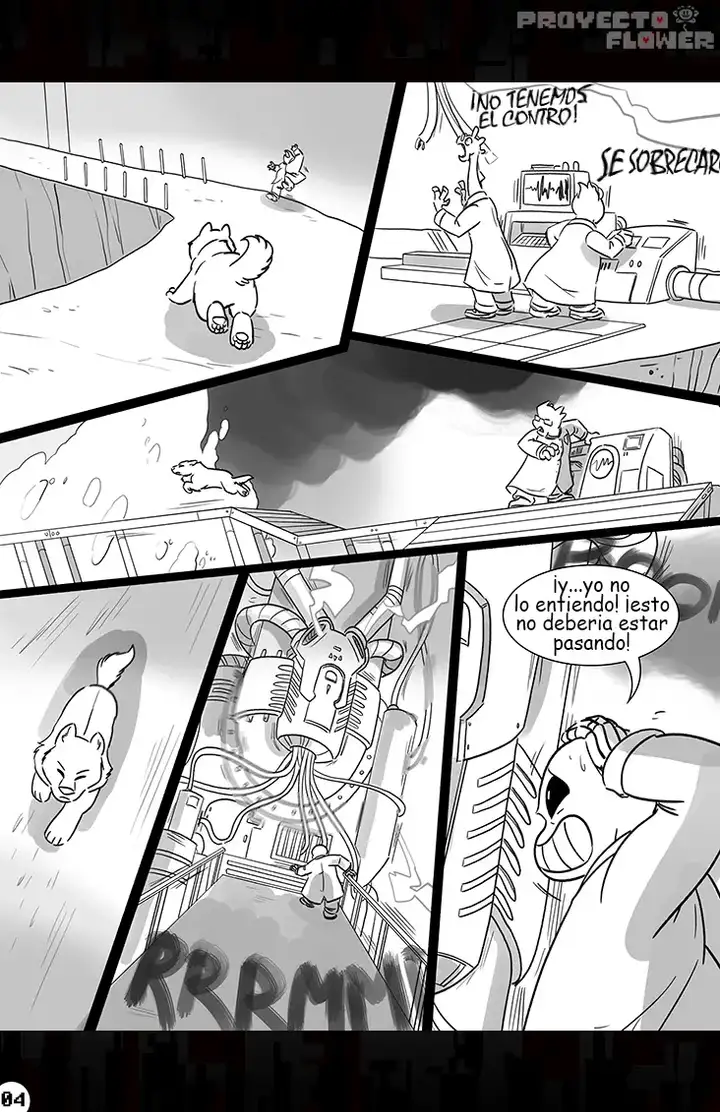 PROYECTO
FLOWER
¡NO TENEMOS
EL CONTRO!
SE SOBRECAR
¡y...yo no
lo entiendo! ¡esto
no deberia estar
pasando!
RRRMM
04